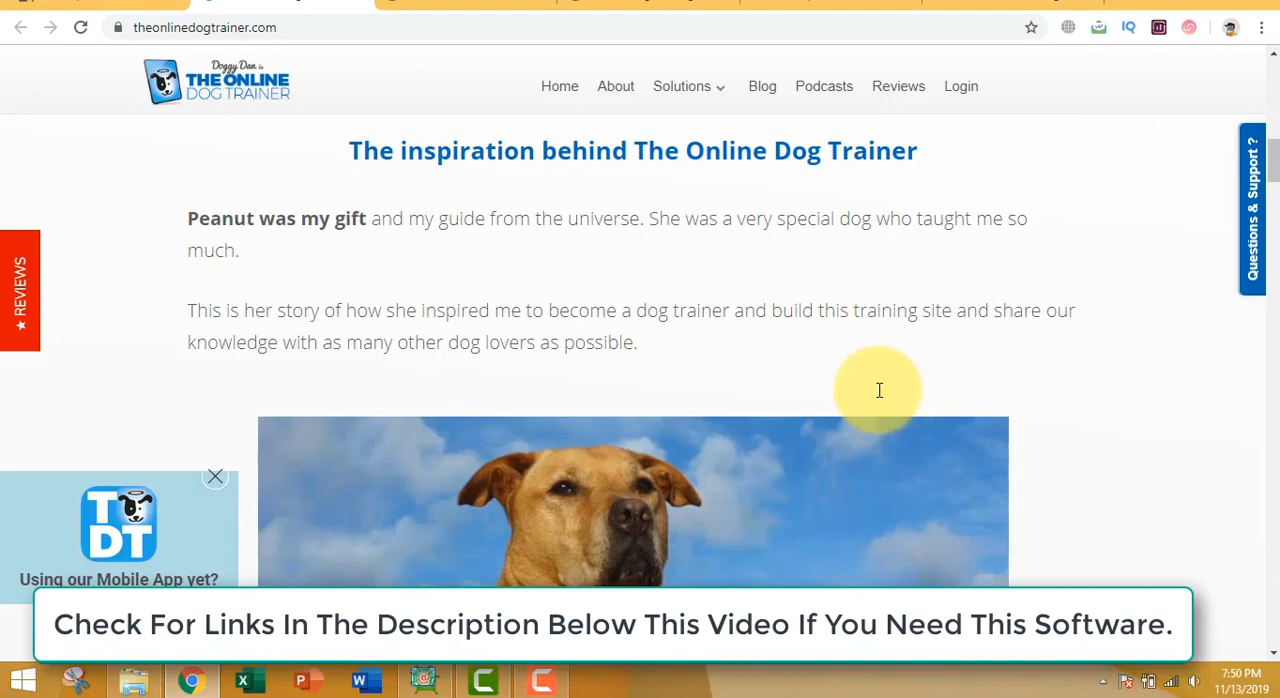 theonlinedogtrainer.com
Doggy Dan is
THE ONLINE
DOG TRAINER
Home About Solutions Blog Podcasts Reviews Login
The inspiration behind The Online Dog Trainer
Peanut was my gift and my guide from the universe. She was a very special dog who taught me so
much.
This is her story of how she inspired me to become a dog trainer and build this training site and share our
knowledge with as many other dog lovers as possible.
★ REVIEWS
Questions & Support ?
T
DT
Using our Mobile App yet?
Check For Links In The Description Below This Video If You Need This Software.
7:50 PM
11/13/2019